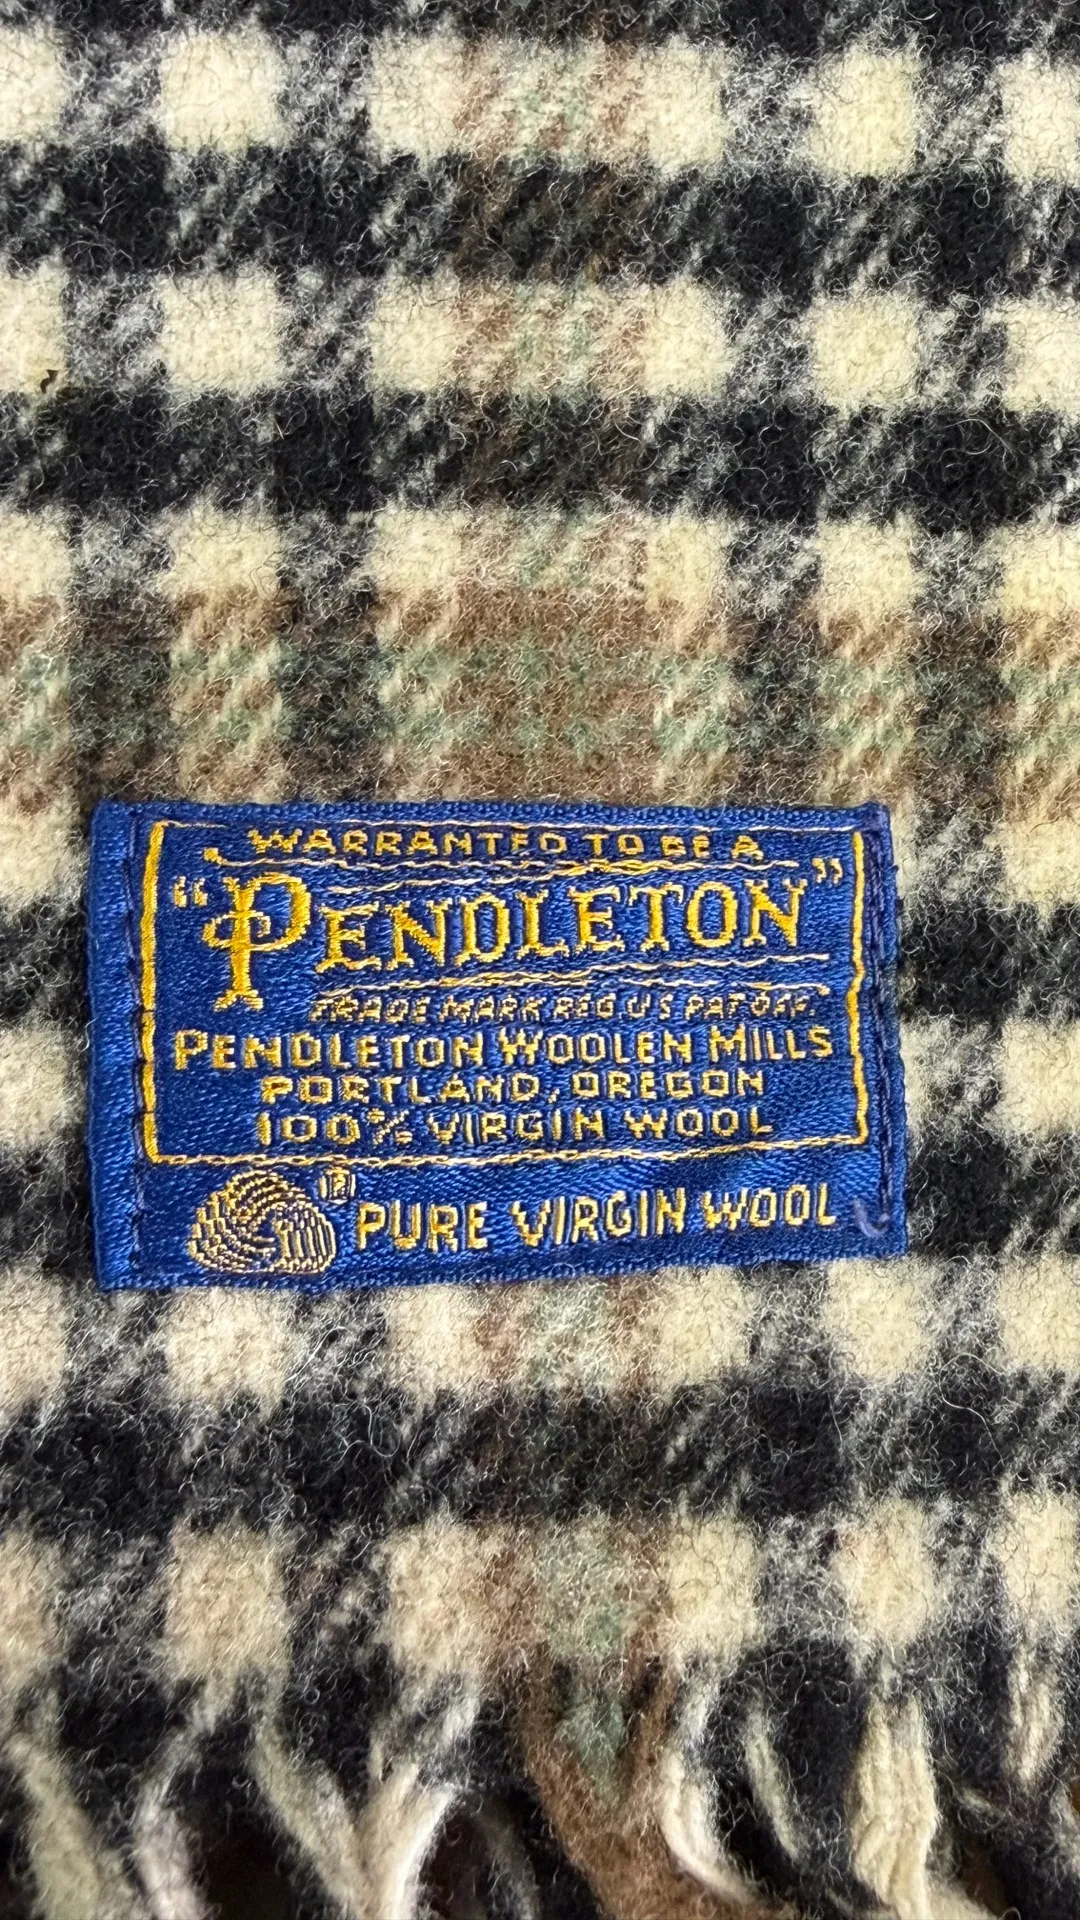 WARRANTED TO BE A
"PENDLETON"
TRADE MARK REG. U.S. PAT. OFF.
PENDLETON WOOLEN MILLS
PORTLAND, OREGON
100% VIRGIN WOOL
® PURE VIRGIN WOOL